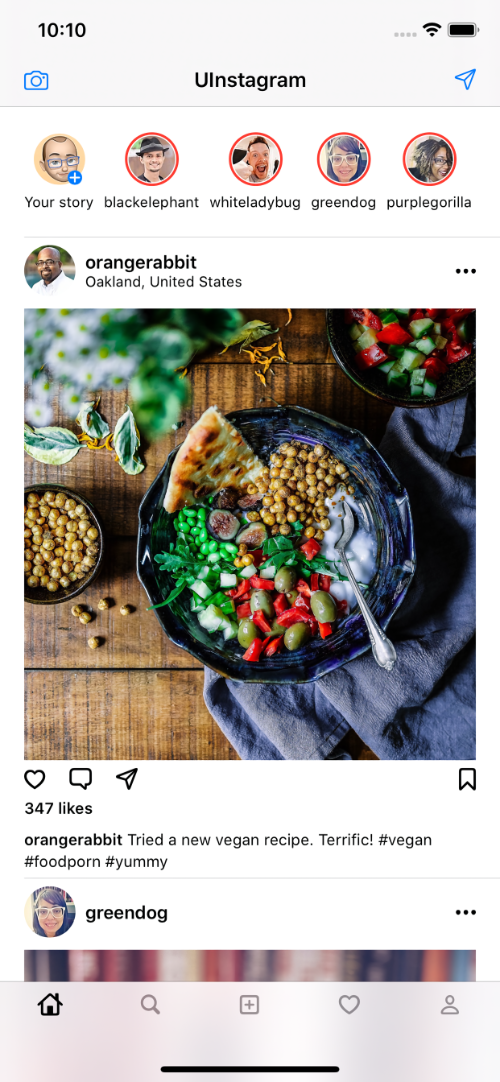 10:10
UInstagram
Your story
blackelephant
whiteladybug
greendog
purplegorilla
orangerabbit
Oakland, United States
347 likes
orangerabbit Tried a new vegan recipe. Terrific! #vegan
#foodporn #yummy
greendog